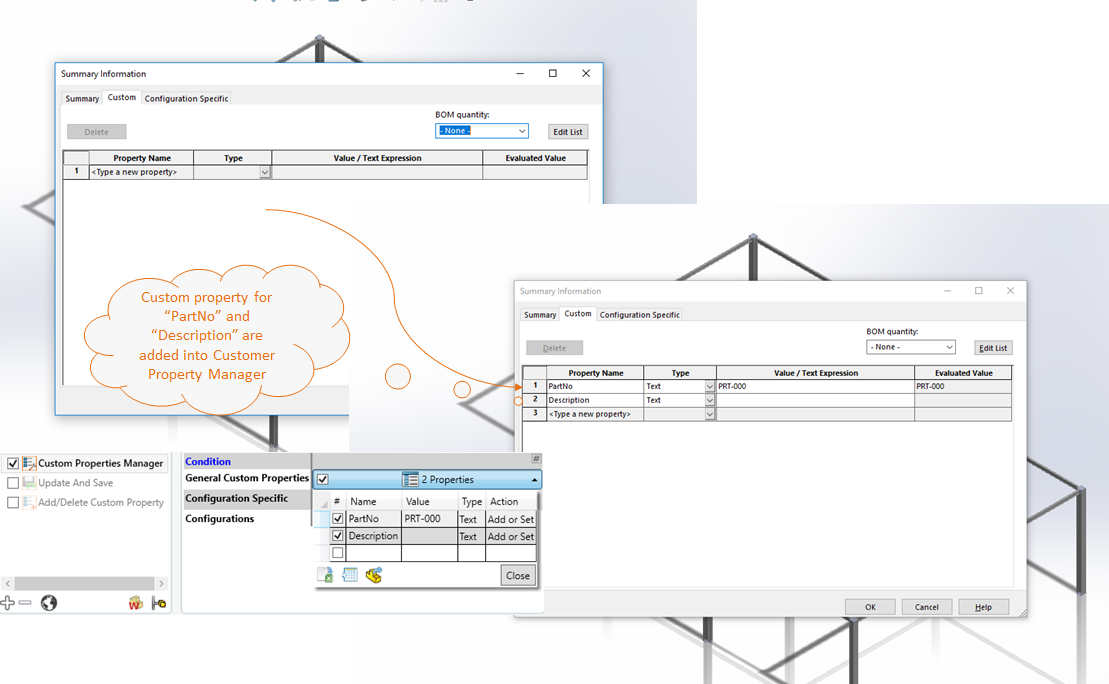 Summary Information
Summary Custom Configuration Specific
BOM quantity:
Delete - None - Edit List
Property Name Type Value / Text Expression Evaluated Value
1 <Type a new property>
Custom property for
“PartNo” and
“Description” are
added into Customer
Property Manager
Summary Information
Summary Custom Configuration Specific
BOM quantity:
Delete - None - Edit List
Property Name Type Value / Text Expression Evaluated Value
1 PartNo Text PRT-000 PRT-000
2 Description Text
3 <Type a new property>
OK Cancel Help
Custom Properties Manager
Update And Save
Add/Delete Custom Property
Condition
General Custom Properties
Configuration Specific
Configurations
#
2 Properties
# Name Value Type Action
PartNo PRT-000 Text Add or Set
Description Text Add or Set
Close